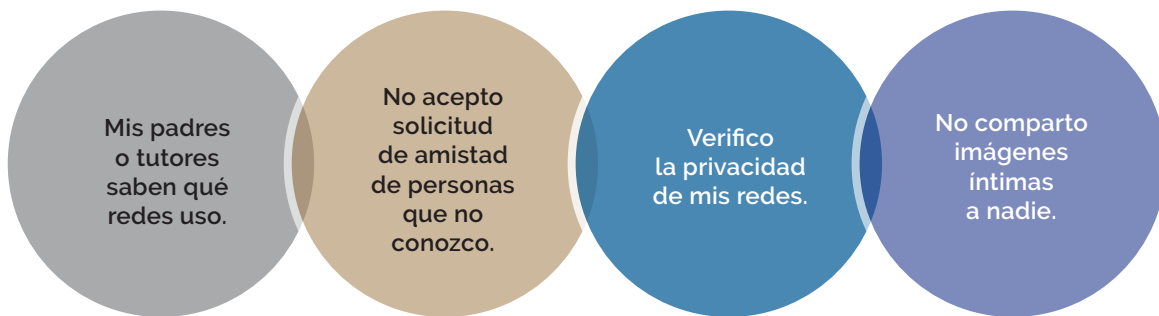 Mis padres
o tutores
saben qué
redes uso.
No acepto
solicitud
de amistad
de personas
que no
conozco.
Verifico
la privacidad
de mis redes.
No comparto
imágenes
íntimas
a nadie.